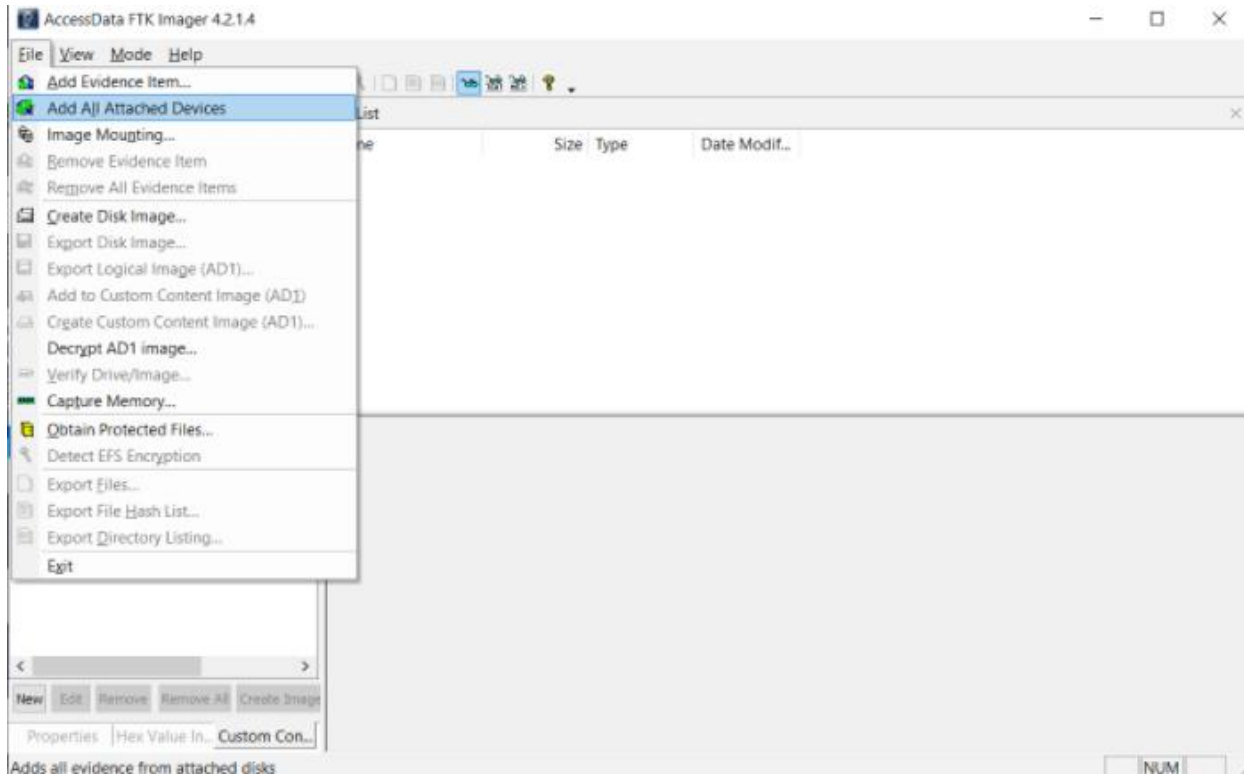 AccessData FTK Imager 4.2.1.4
File View Mode Help
Add Evidence Item...
Add All Attached Devices
Image Mounting...
Remove Evidence Item
Remove All Evidence Items
Create Disk Image...
Export Disk Image...
Export Logical Image (AD1)...
Add to Custom Content Image (AD1)
Create Custom Content Image (AD1)...
Decrypt AD1 image...
Verify Drive/Image...
Capture Memory...
Obtain Protected Files...
Detect EFS Encryption
Export Files...
Export File Hash List...
Export Directory Listing...
Exit
List
me Size Type Date Modif...
New Edit Remove Remove All Create Image
Properties Hex Value In... Custom Con...
Adds all evidence from attached disks NUM